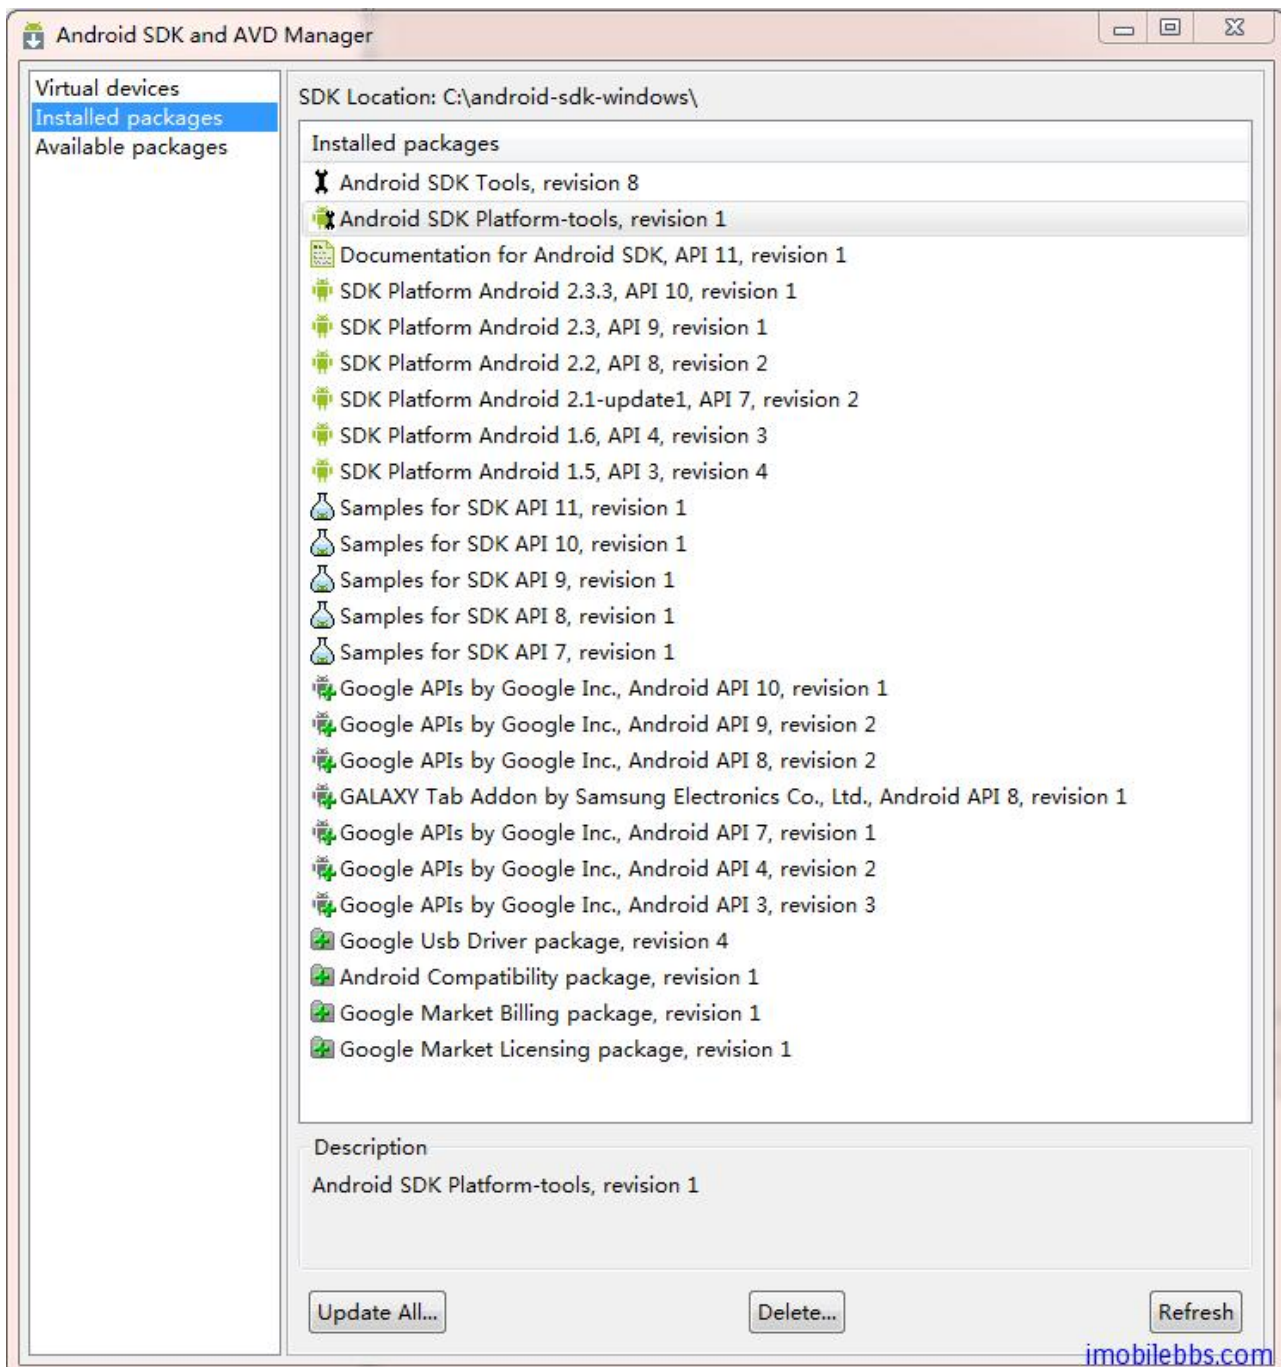 Android SDK and AVD Manager
Virtual devices
Installed packages
Available packages
SDK Location: C:\android-sdk-windows\
Installed packages
Android SDK Tools, revision 8
Android SDK Platform-tools, revision 1
Documentation for Android SDK, API 11, revision 1
SDK Platform Android 2.3.3, API 10, revision 1
SDK Platform Android 2.3, API 9, revision 1
SDK Platform Android 2.2, API 8, revision 2
SDK Platform Android 2.1-update1, API 7, revision 2
SDK Platform Android 1.6, API 4, revision 3
SDK Platform Android 1.5, API 3, revision 4
Samples for SDK API 11, revision 1
Samples for SDK API 10, revision 1
Samples for SDK API 9, revision 1
Samples for SDK API 8, revision 1
Samples for SDK API 7, revision 1
Google APIs by Google Inc., Android API 10, revision 1
Google APIs by Google Inc., Android API 9, revision 2
Google APIs by Google Inc., Android API 8, revision 2
GALAXY Tab Addon by Samsung Electronics Co., Ltd., Android API 8, revision 1
Google APIs by Google Inc., Android API 7, revision 1
Google APIs by Google Inc., Android API 4, revision 2
Google APIs by Google Inc., Android API 3, revision 3
Google Usb Driver package, revision 4
Android Compatibility package, revision 1
Google Market Billing package, revision 1
Google Market Licensing package, revision 1
Description
Android SDK Platform-tools, revision 1
Update All...
Delete...
Refresh
imobilebbs.com